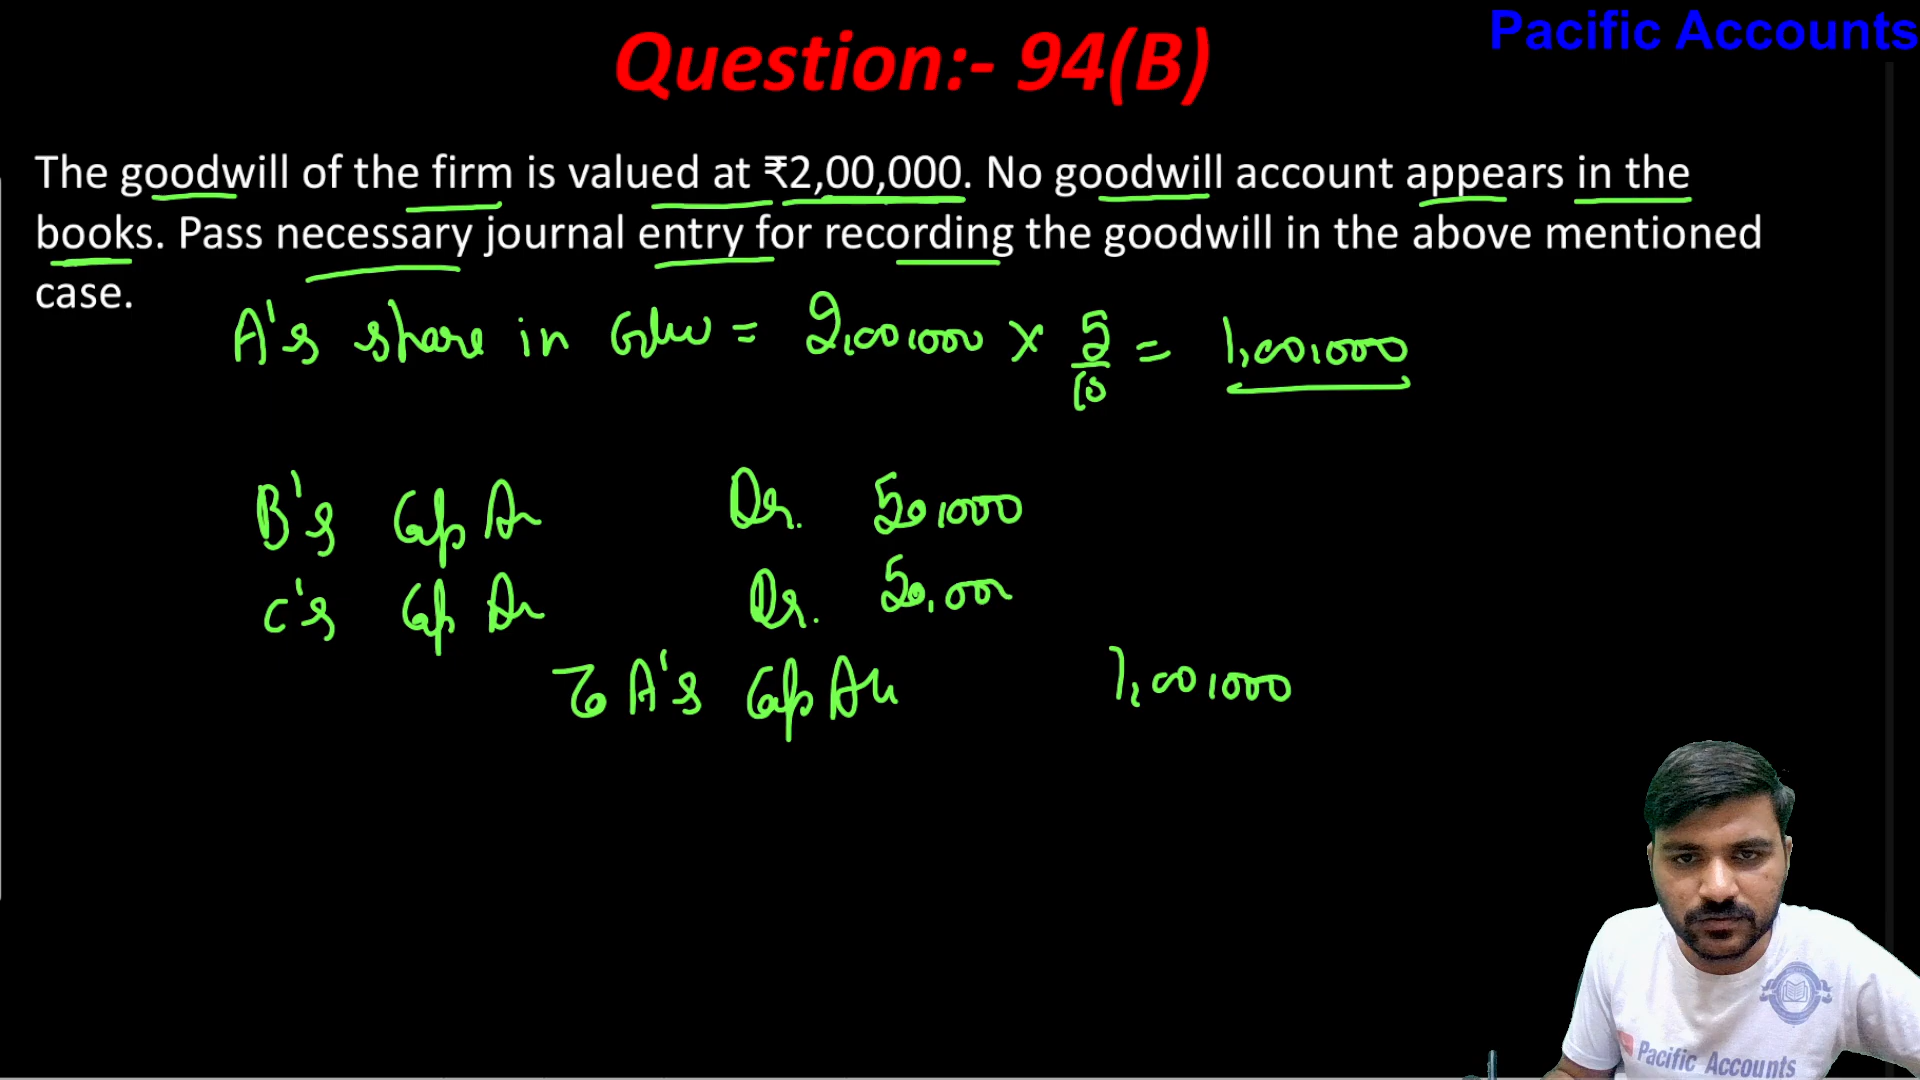 Pacific Accounts
Question:- 94(B)
The goodwill of the firm is valued at ₹2,00,000. No goodwill account appears in the
books. Pass necessary journal entry for recording the goodwill in the above mentioned
case.
A's share in G/w = 2,00,000 × 5/10 = 1,00,000
B's Cap A/c Dr. 50,000
C's Cap A/c Dr. 50,000
To A's Cap A/c 1,00,000
Pacific Accounts